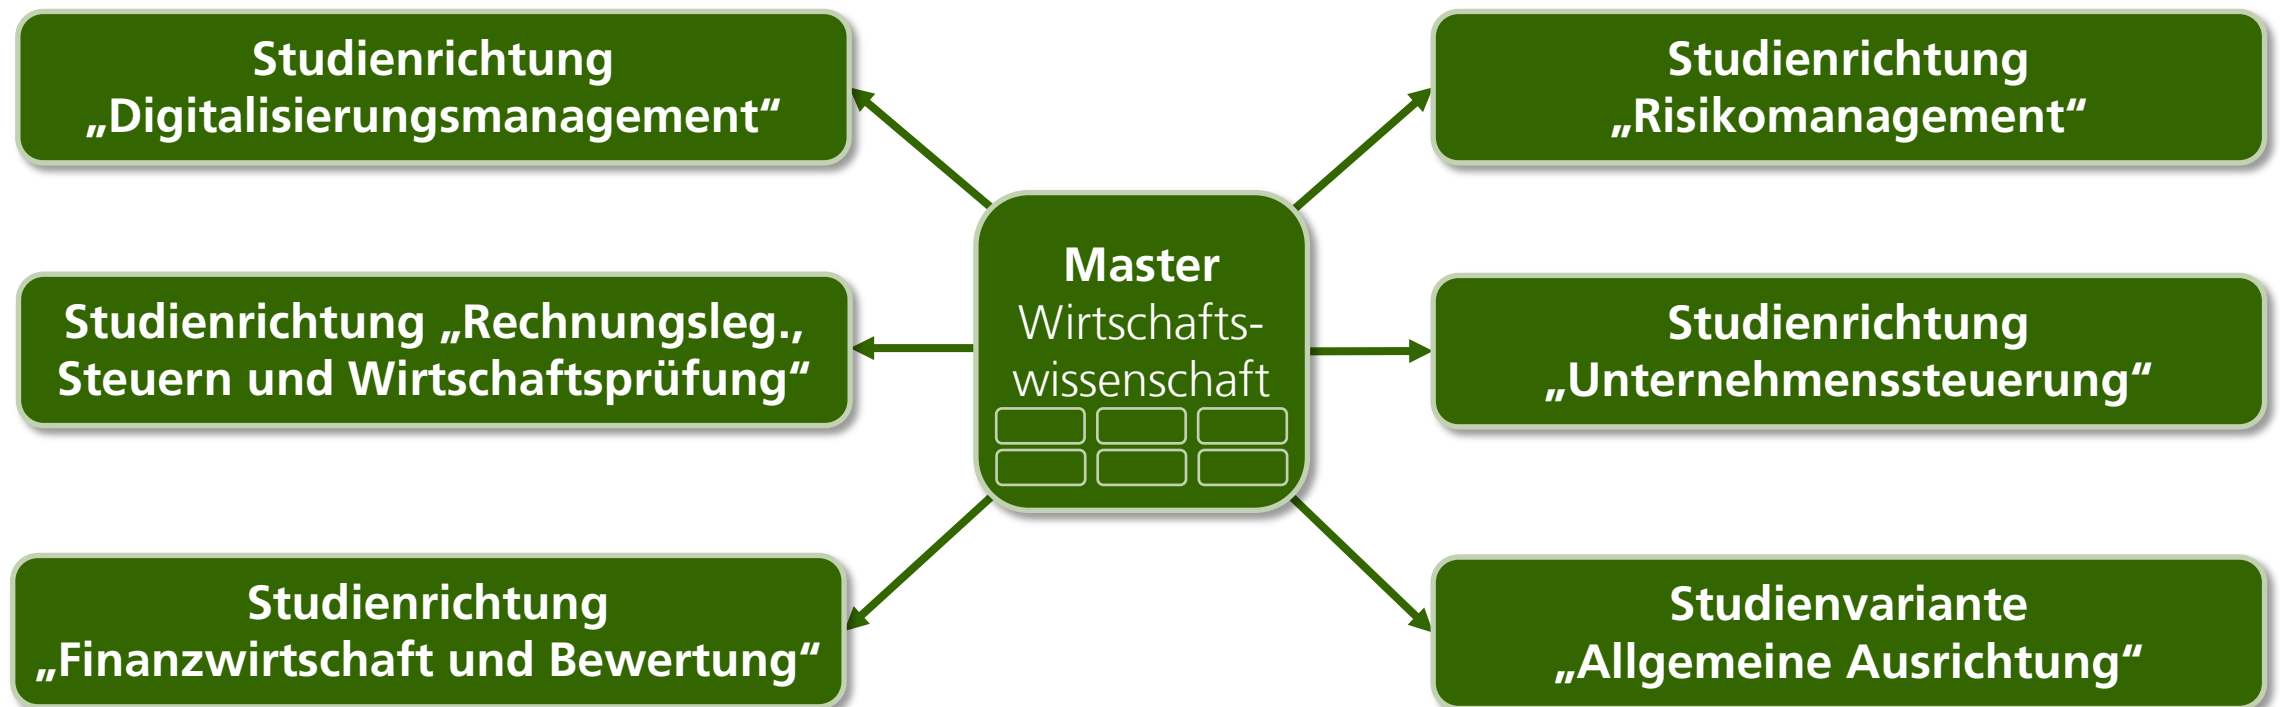 Studienrichtung
„Digitalisierungsmanagement“
Studienrichtung
„Risikomanagement“
Master
Wirtschafts-
wissenschaft
Studienrichtung „Rechnungsleg.,
Steuern und Wirtschaftsprüfung“
Studienrichtung
„Unternehmenssteuerung“
Studienrichtung
„Finanzwirtschaft und Bewertung“
Studienvariante
„Allgemeine Ausrichtung“